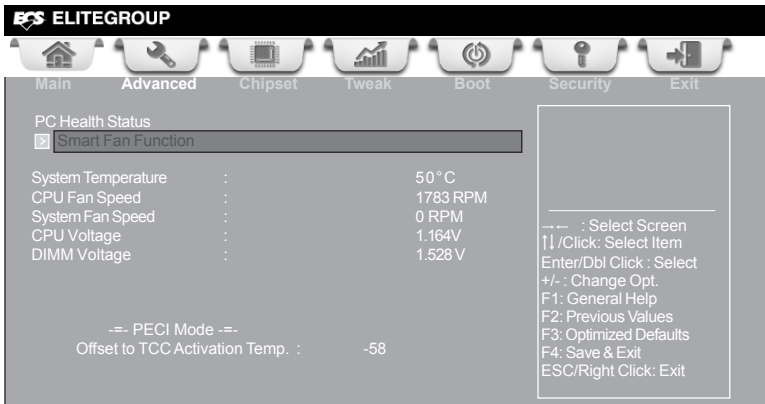 ECS ELITEGROUP
Main Advanced Chipset Tweak Boot Security Exit
PC Health Status
> Smart Fan Function
System Temperature : 50°C
CPU Fan Speed : 1783 RPM
System Fan Speed : 0 RPM
CPU Voltage : 1.164V
DIMM Voltage : 1.528 V
-=- PECI Mode -=-
Offset to TCC Activation Temp. : -58
→← : Select Screen
↑↓/Click: Select Item
Enter/Dbl Click : Select
+/- : Change Opt.
F1: General Help
F2: Previous Values
F3: Optimized Defaults
F4: Save & Exit
ESC/Right Click: Exit